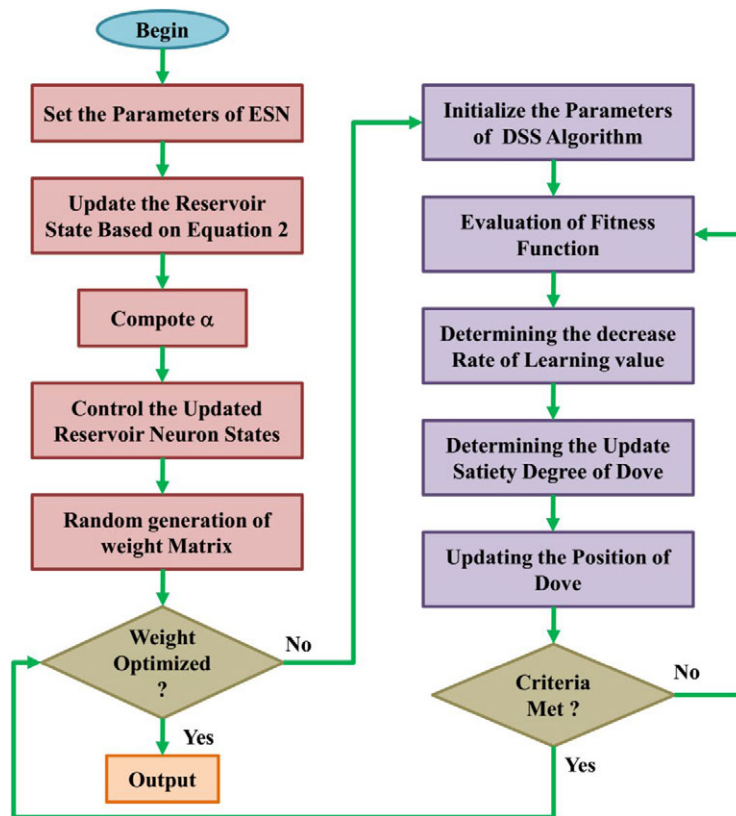 Begin
Set the Parameters of ESN
Update the Reservoir
State Based on Equation 2
Compote α
Control the Updated
Reservoir Neuron States
Random generation of
weight Matrix
Weight
Optimized
?
No
Yes
Output
Initialize the Parameters
of DSS Algorithm
Evaluation of Fitness
Function
Determining the decrease
Rate of Learning value
Determining the Update
Satiety Degree of Dove
Updating the Position of
Dove
Criteria
Met ?
No
Yes